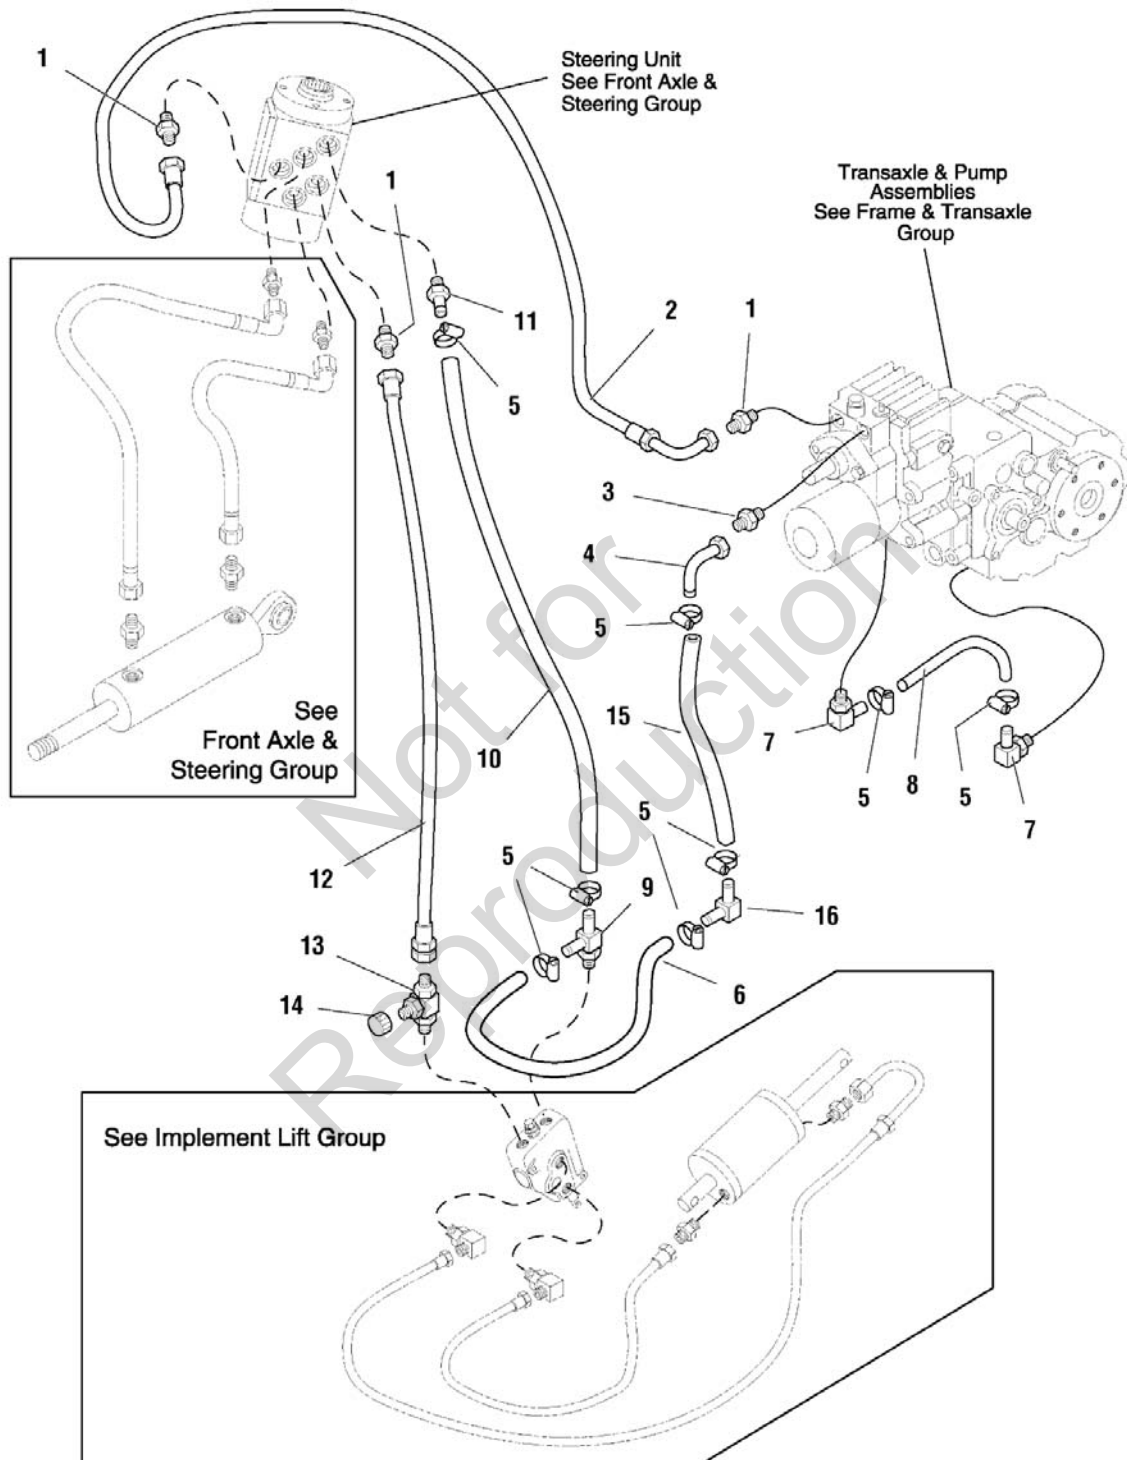 1
Steering Unit
See Front Axle &
Steering Group
Transaxle & Pump
Assemblies
See Frame & Transaxle
Group
1
11
2
1
5
3
4
5
See
Front Axle &
Steering Group
10
15
7
5
8
5
7
12
5
5
9
16
13
14
6
See Implement Lift Group
Not for
Reproduction